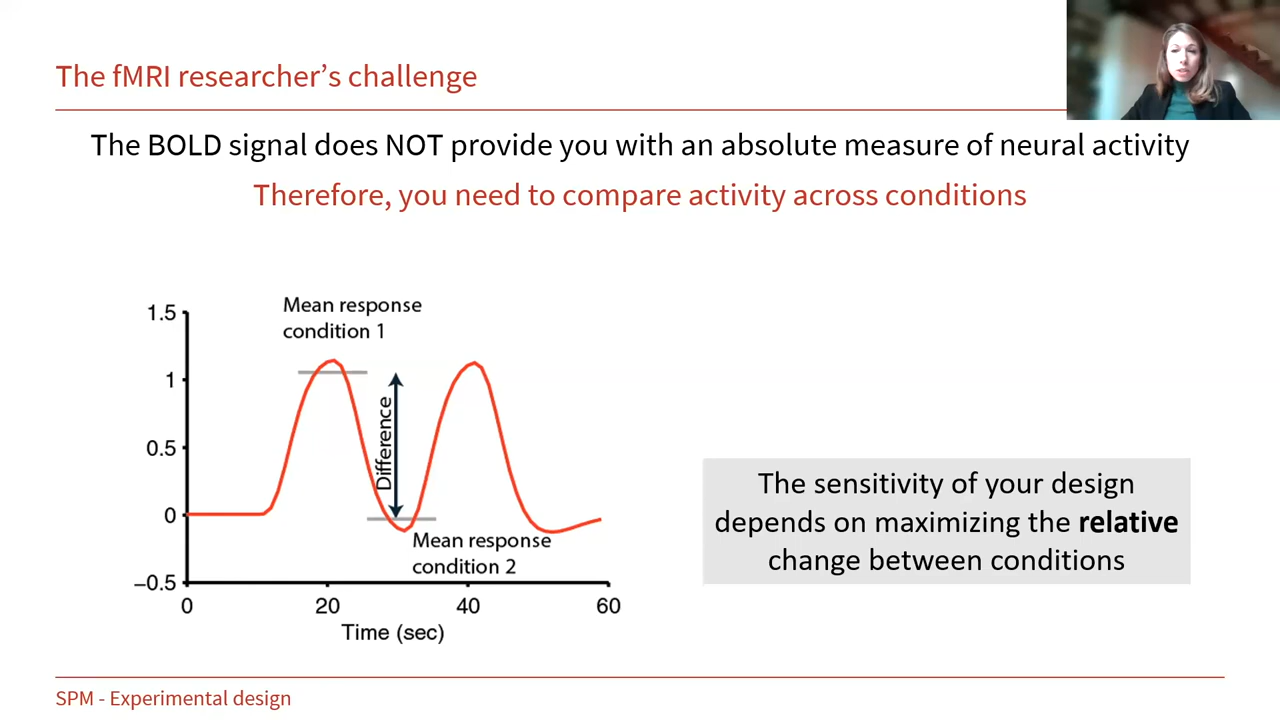 The fMRI researcher's challenge
The BOLD signal does NOT provide you with an absolute measure of neural activity
Therefore, you need to compare activity across conditions
Mean response
condition 1
1.5
1
0.5
0
−0.5
Difference
Mean response
condition 2
0
20
40
60
Time (sec)
The sensitivity of your design
depends on maximizing the relative
change between conditions
SPM - Experimental design